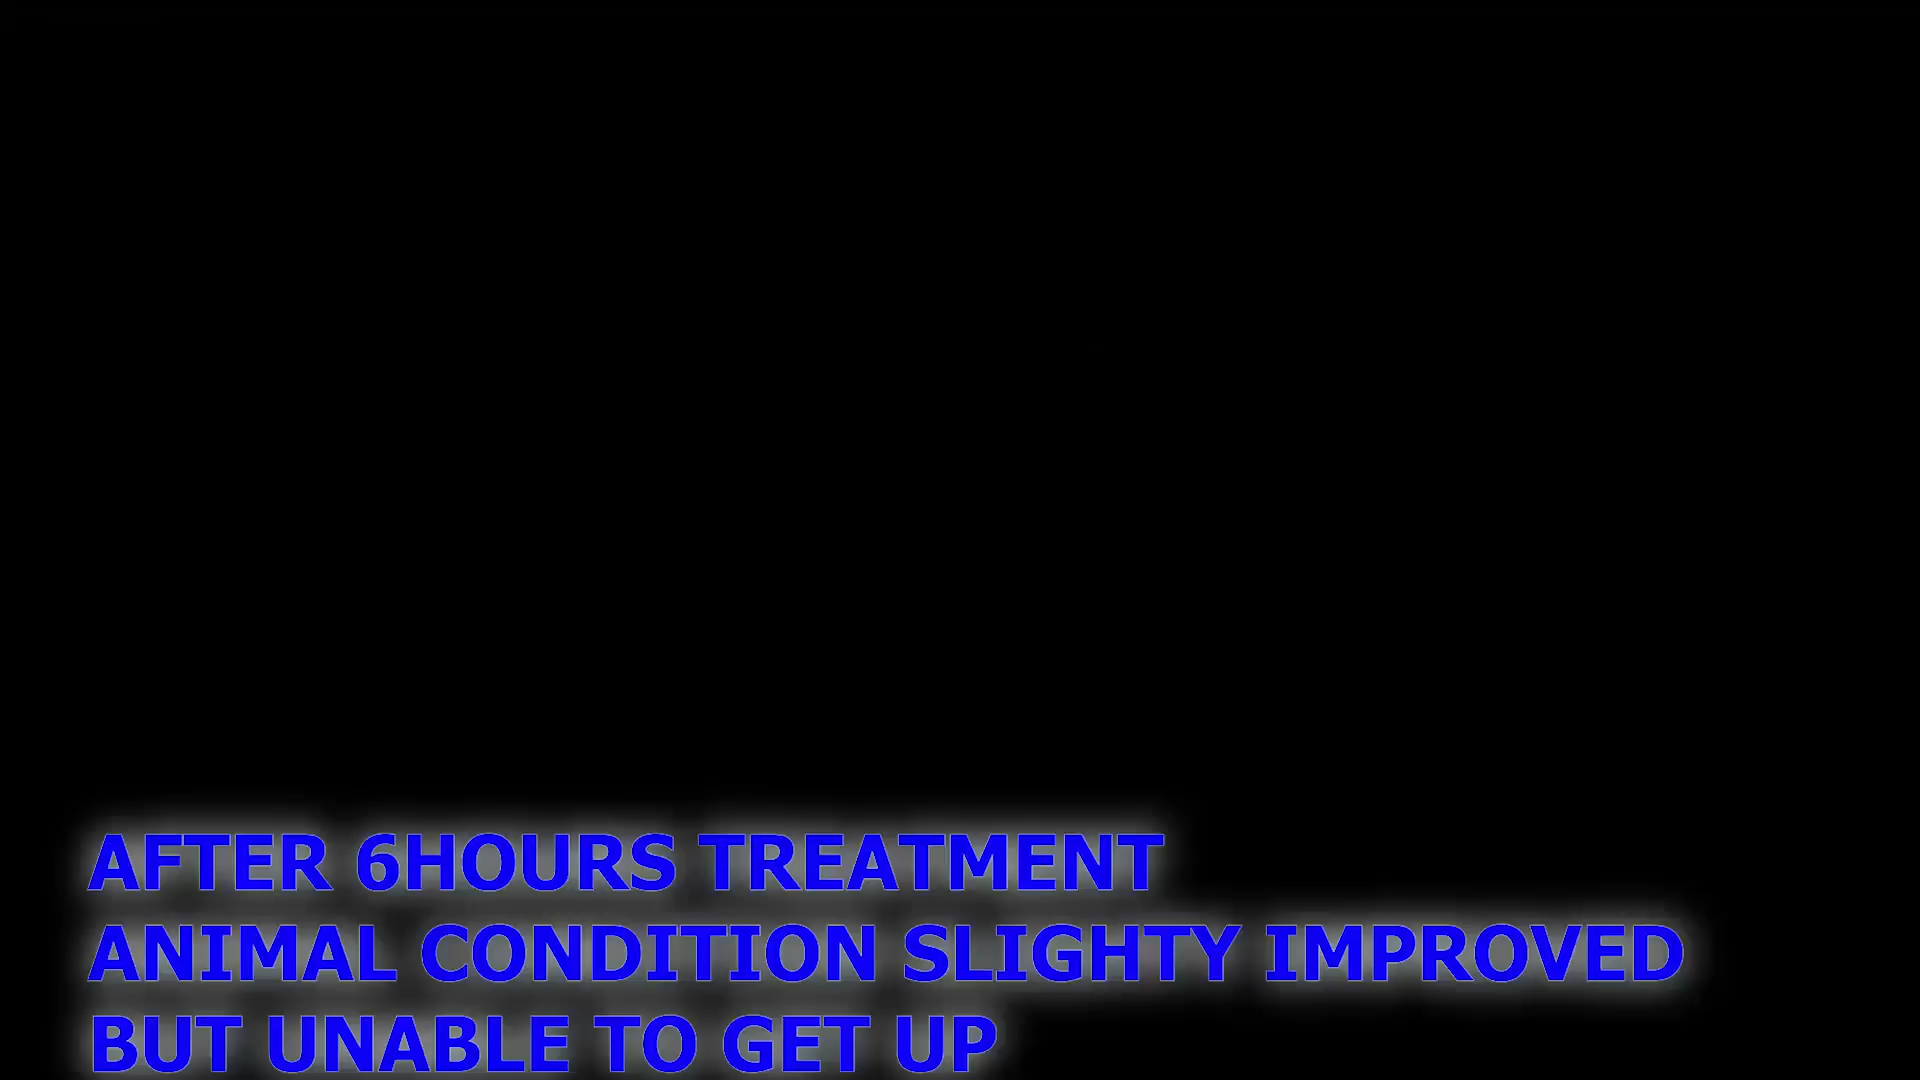 AFTER 6HOURS TREATMENT
ANIMAL CONDITION SLIGHTY IMPROVED
BUT UNABLE TO GET UP